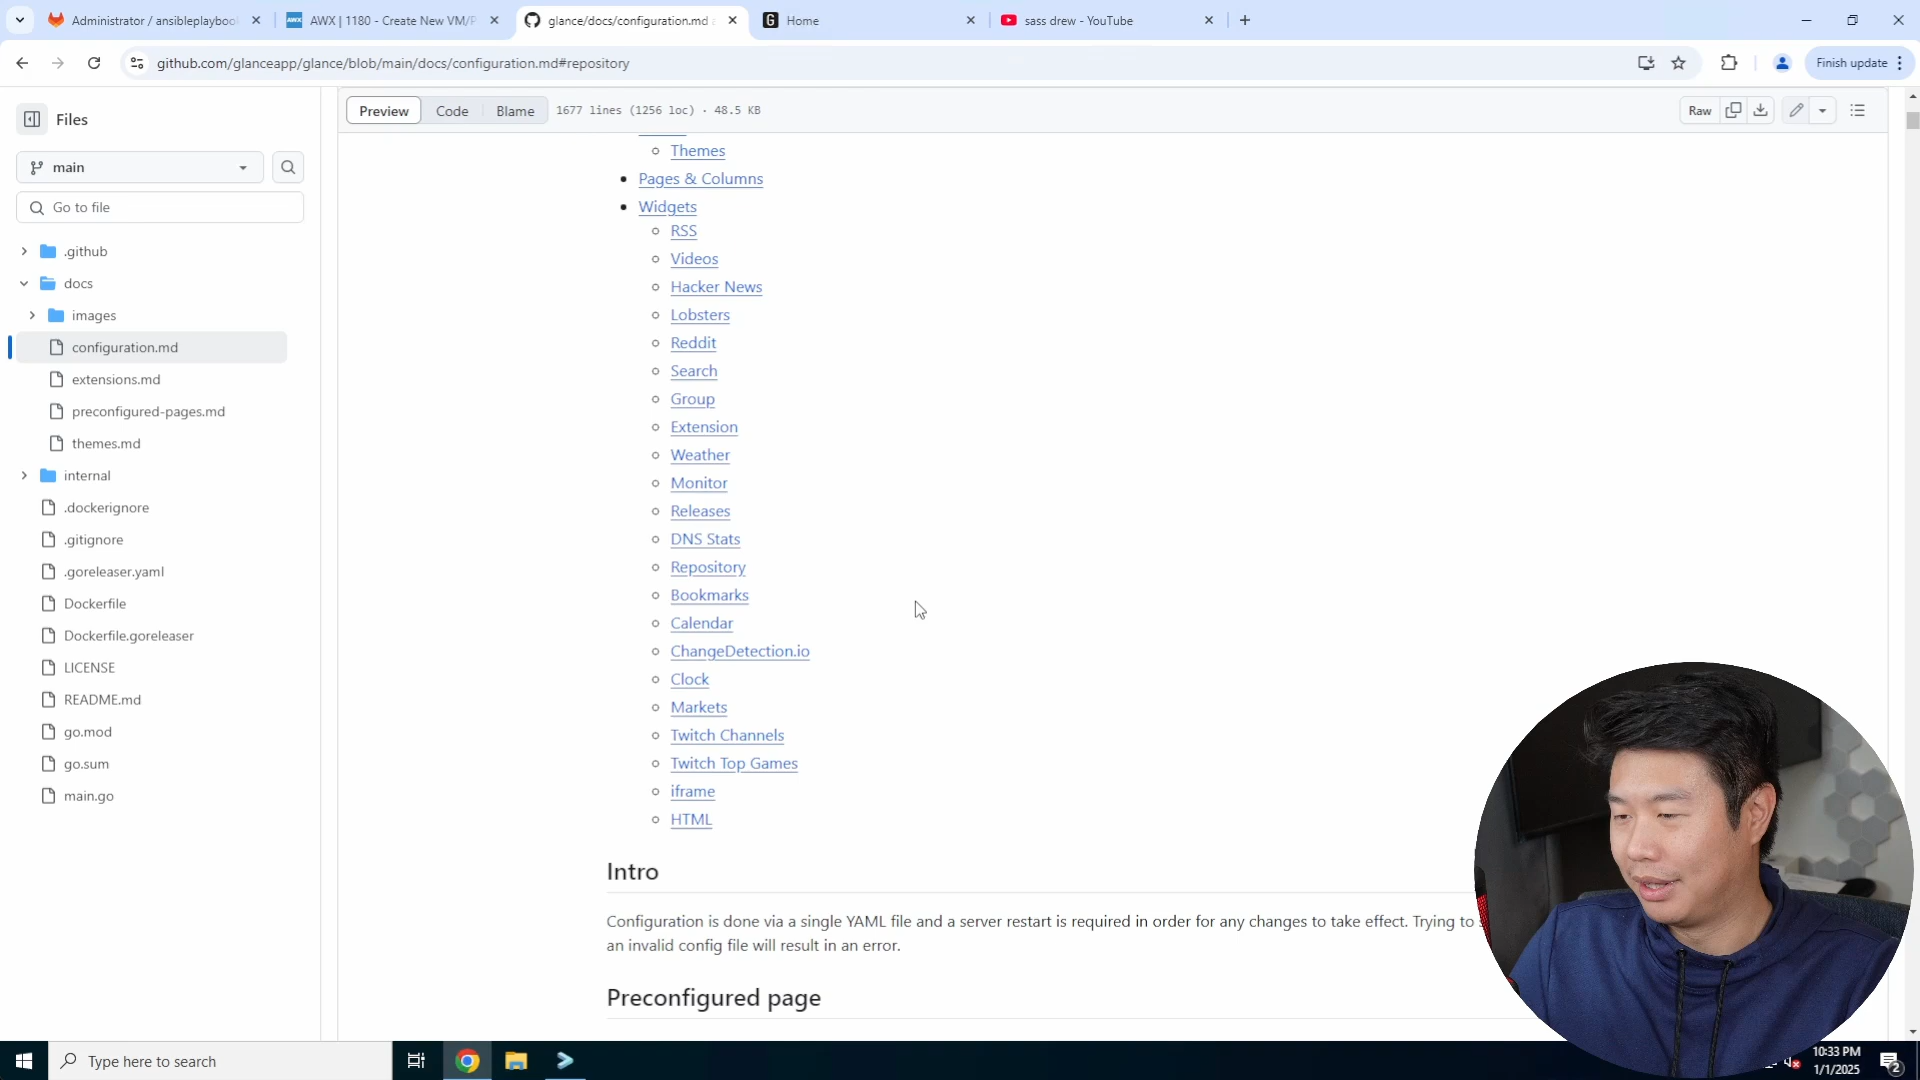 Administrator / ansibleplaybook
AWX | 1180 - Create New VM/P
glance/docs/configuration.md a
Home
sass drew - YouTube
github.com/glanceapp/glance/blob/main/docs/configuration.md#repository
Finish update
Files
Preview
Code
Blame
1677 lines (1256 loc) · 48.5 KB
Raw
main
Go to file
.github
docs
images
configuration.md
extensions.md
preconfigured-pages.md
themes.md
internal
.dockerignore
.gitignore
.goreleaser.yaml
Dockerfile
Dockerfile.goreleaser
LICENSE
README.md
go.mod
go.sum
main.go
Themes
Pages & Columns
Widgets
RSS
Videos
Hacker News
Lobsters
Reddit
Search
Group
Extension
Weather
Monitor
Releases
DNS Stats
Repository
Bookmarks
Calendar
ChangeDetection.io
Clock
Markets
Twitch Channels
Twitch Top Games
iframe
HTML
Intro
Configuration is done via a single YAML file and a server restart is required in order for any changes to take effect. Trying to
an invalid config file will result in an error.
Preconfigured page
Type here to search
10:33 PM
1/1/2025
2